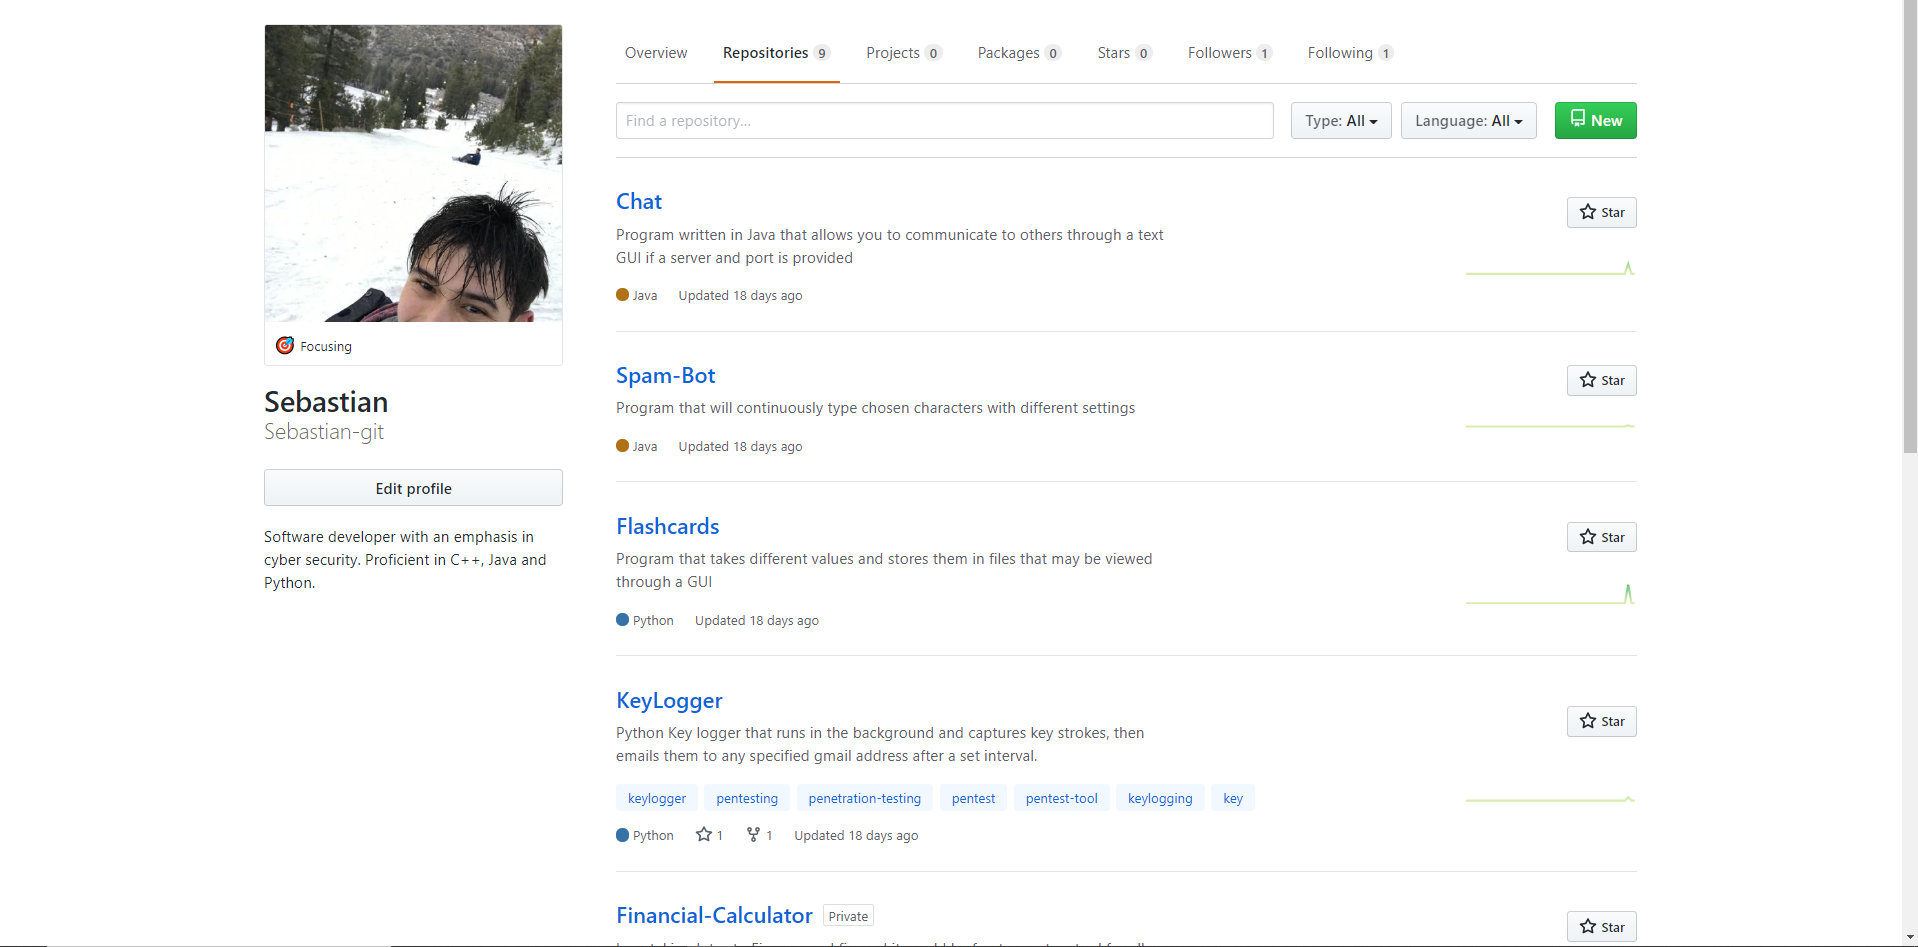 Overview Repositories 9 Projects 0 Packages 0 Stars 0 Followers 1 Following 1
Find a repository...
Type: All
Language: All
New
Focusing
Sebastian
Sebastian-git
Edit profile
Software developer with an emphasis in
cyber security. Proficient in C++, Java and
Python.
Chat
Star
Program written in Java that allows you to communicate to others through a text
GUI if a server and port is provided
Java Updated 18 days ago
Spam-Bot
Star
Program that will continuously type chosen characters with different settings
Java Updated 18 days ago
Flashcards
Star
Program that takes different values and stores them in files that may be viewed
through a GUI
Python Updated 18 days ago
KeyLogger
Star
Python Key logger that runs in the background and captures key strokes, then
emails them to any specified gmail address after a set interval.
keylogger pentesting penetration-testing pentest pentest-tool keylogging key
Python 1 1 Updated 18 days ago
Financial-Calculator Private
Star